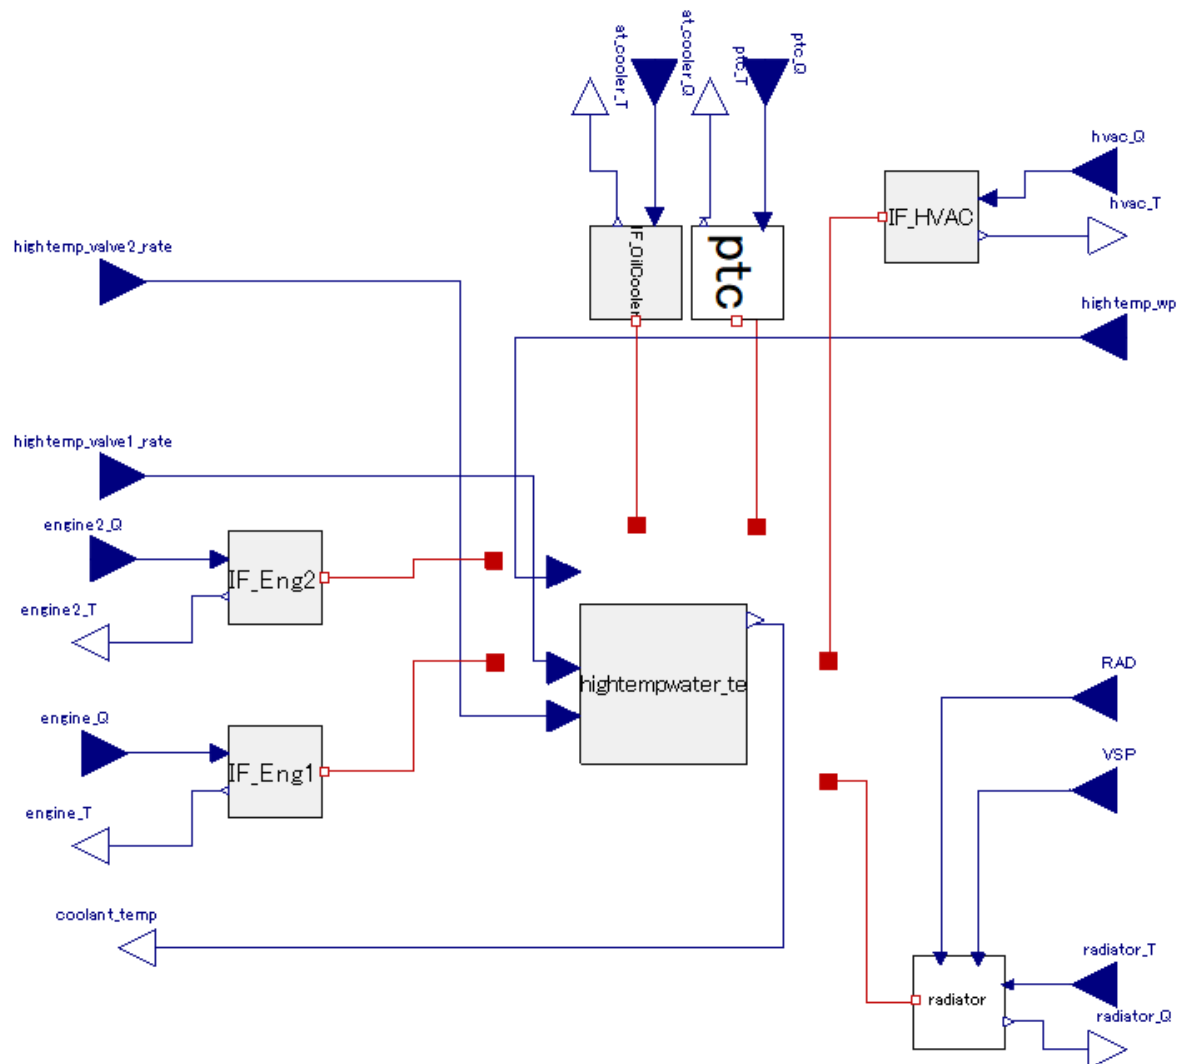 at_cooler_T
at_cooler_Q
ptc_T
ptc_Q
hvac_Q
hvac_T
IF_HVAC
IF_OilCooler
ptc
hightemp_valve2_rate
hightemp_wp
hightemp_valve1_rate
engine2_Q
IF_Eng2
engine2_T
hightempwater_te
RAD
engine_Q
VSP
IF_Eng1
engine_T
coolant_temp
radiator_T
radiator
radiator_Q